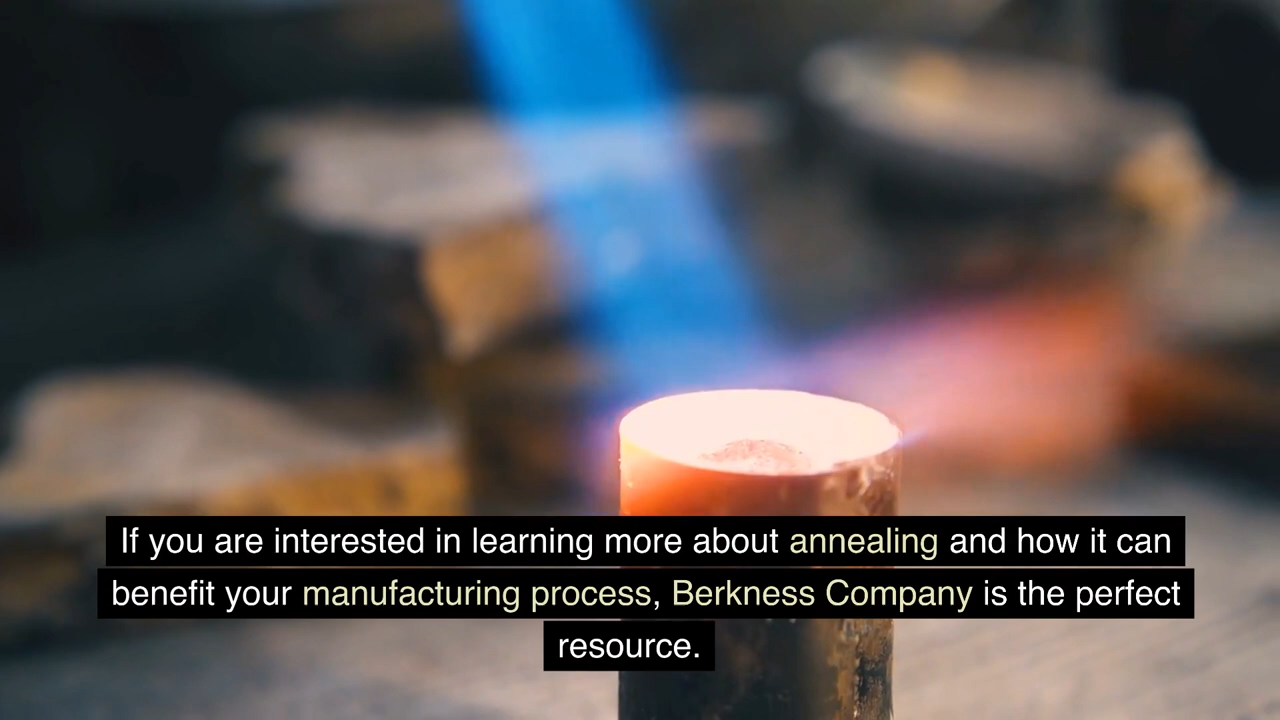 If you are interested in learning more about annealing and how it can
benefit your manufacturing process, Berkness Company is the perfect
resource.